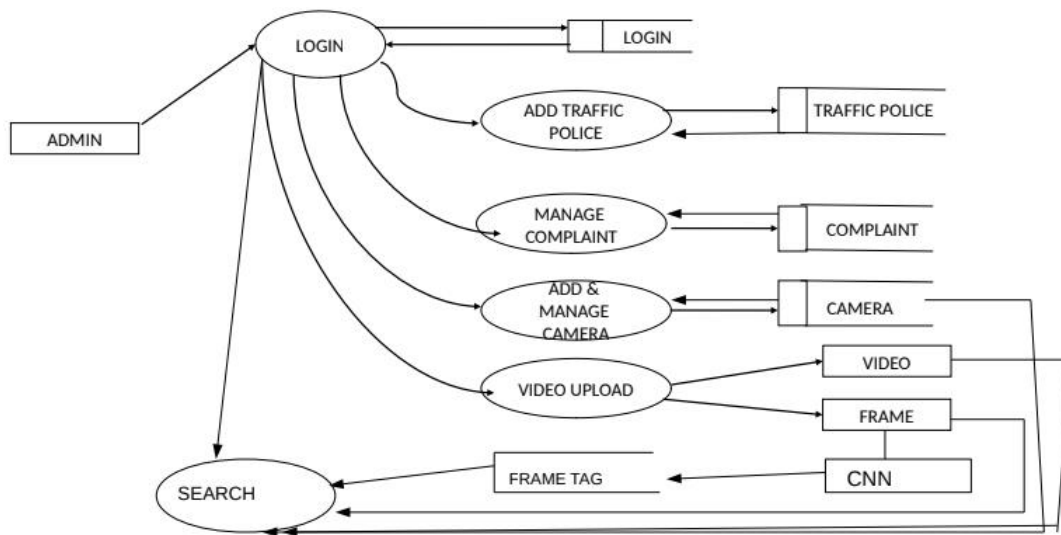 LOGIN
LOGIN
ADD TRAFFIC
POLICE
TRAFFIC POLICE
ADMIN
MANAGE
COMPLAINT
COMPLAINT
ADD &
MANAGE
CAMERA
CAMERA
VIDEO UPLOAD
VIDEO
FRAME
FRAME TAG
CNN
SEARCH